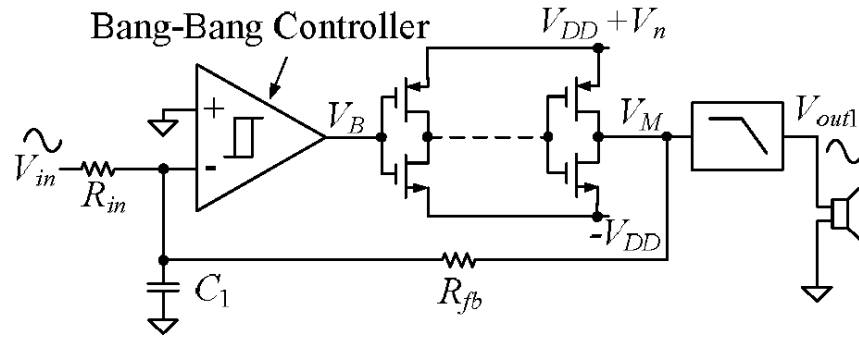 Bang-Bang Controller
V_DD + V_n
+
V_B
V_M
V_out1
V_in
-
R_in
-V_DD
C_1
R_fb